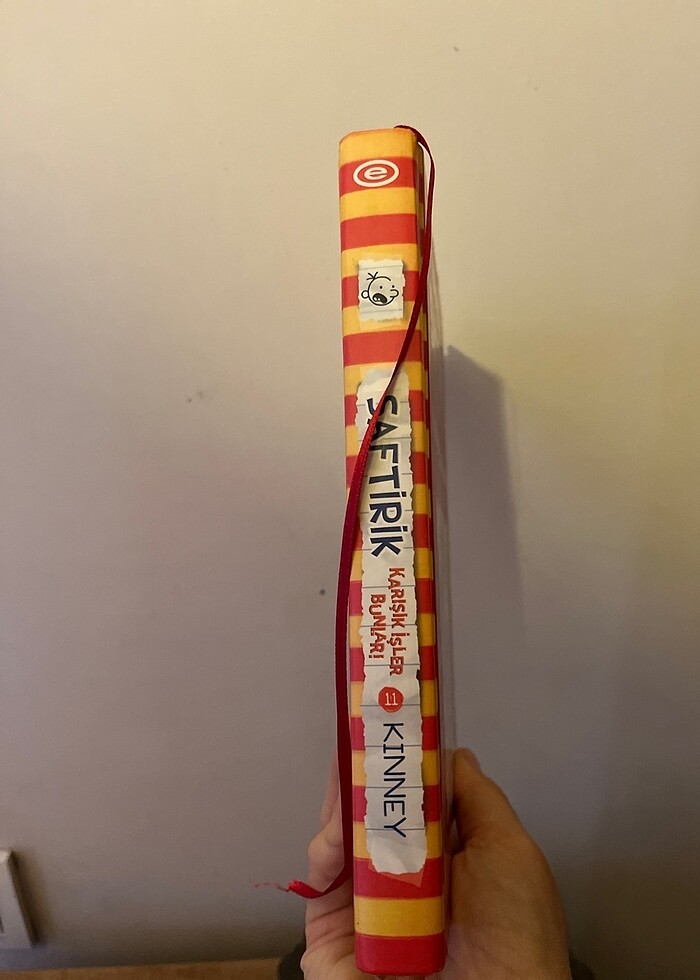 e
SAFTİRİK
KARIŞIK İŞLER
BUNLAR!
11
KINNEY